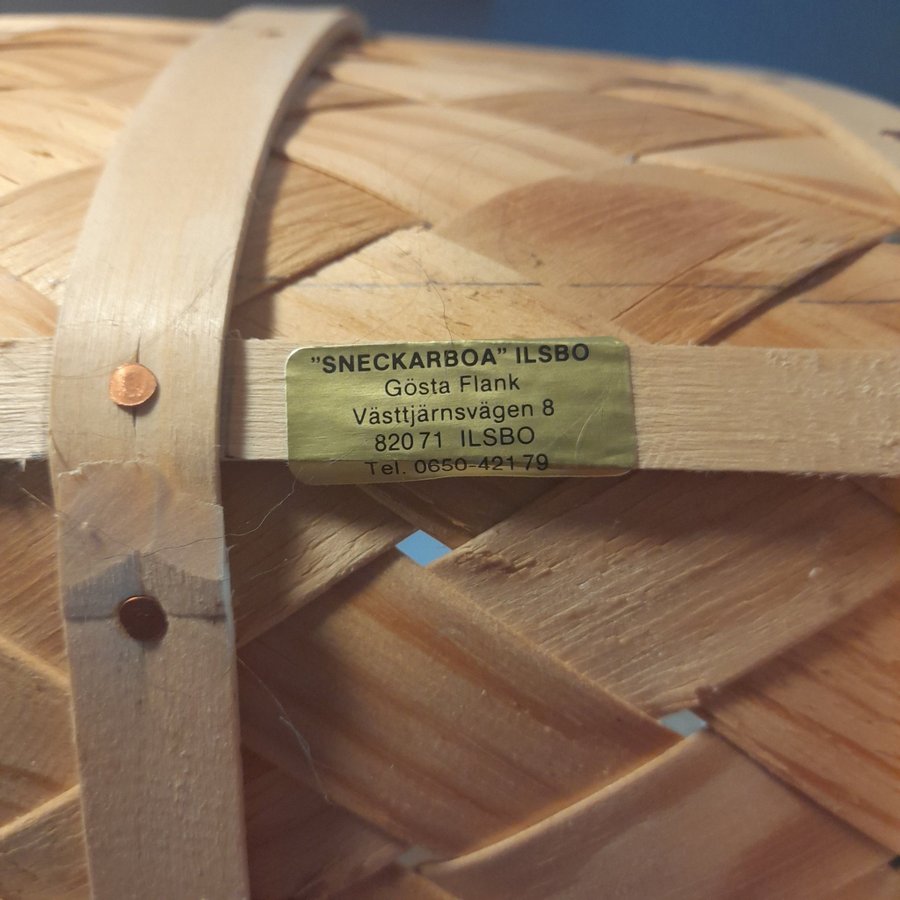 ”SNECKARBOA” ILSBO
Gösta Flank
Västtjärnsvägen 8
820 71 ILSBO
Tel. 0650-421 79